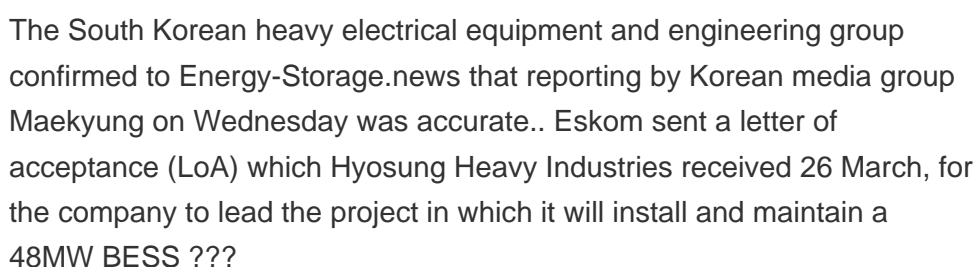 The South Korean heavy electrical equipment and engineering group
confirmed to Energy-Storage.news that reporting by Korean media group
Maekyung on Wednesday was accurate.. Eskom sent a letter of
acceptance (LoA) which Hyosung Heavy Industries received 26 March, for
the company to lead the project in which it will install and maintain a
48MW BESS ???